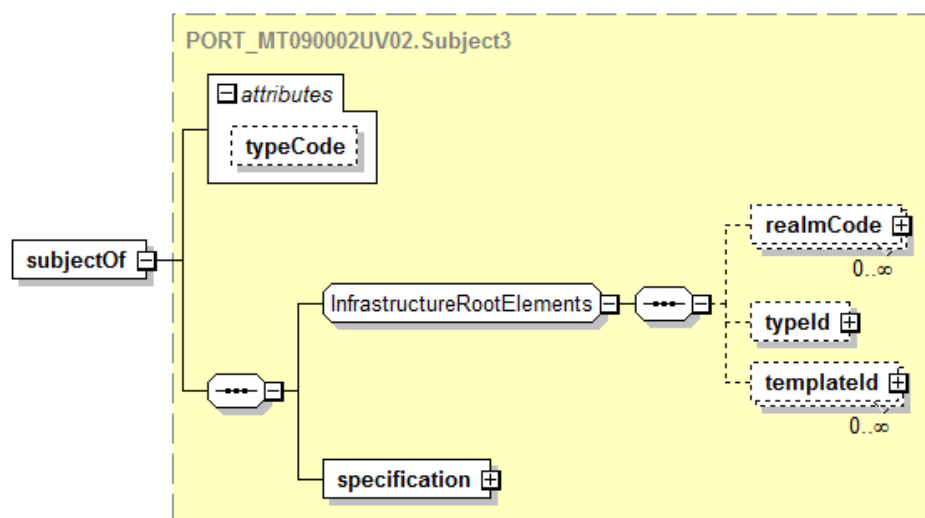 PORT_MT090002UV02.Subject3
attributes
typeCode
subjectOf
realmCode
0..∞
InfrastructureRootElements
typeId
templateId
0..∞
specification